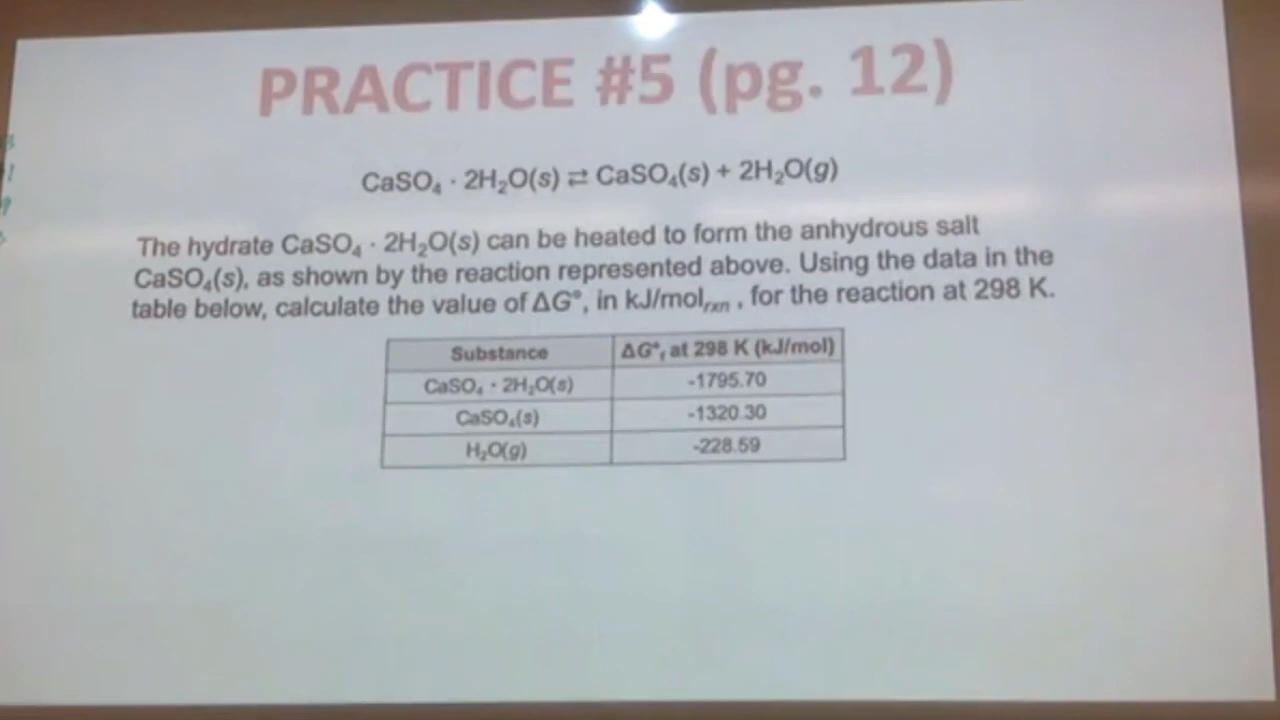 PRACTICE #5 (pg. 12)
CaSO₄ · 2H₂O(s) ⇄ CaSO₄(s) + 2H₂O(g)
The hydrate CaSO₄ · 2H₂O(s) can be heated to form the anhydrous salt
CaSO₄(s), as shown by the reaction represented above. Using the data in the
table below, calculate the value of ΔG°, in kJ/molᵣₓₙ , for the reaction at 298 K.
Substance ΔG°f at 298 K (kJ/mol)
CaSO₄ · 2H₂O(s) -1795.70
CaSO₄(s) -1320.30
H₂O(g) -228.59